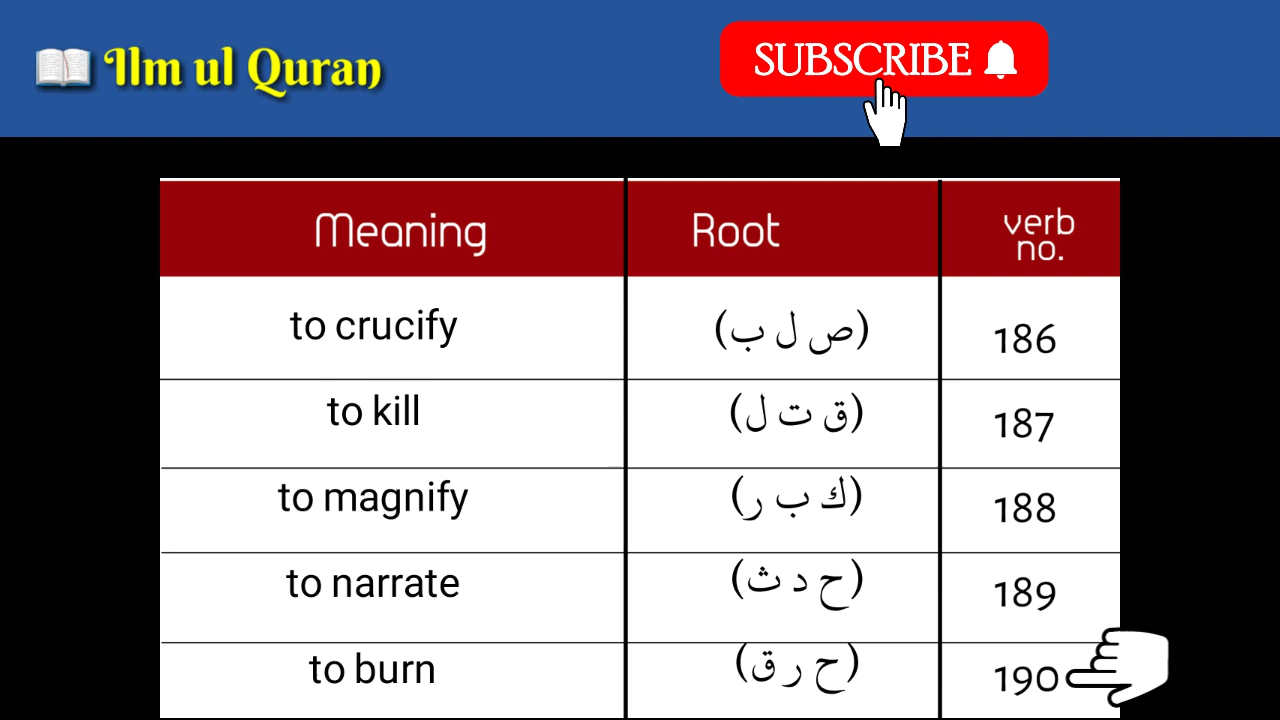 Ilm ul Quran
SUBSCRIBE
Meaning Root verb no.
to crucify (ص ل ب) 186
to kill (ق ت ل) 187
to magnify (ك ب ر) 188
to narrate (ح د ث) 189
to burn (ح ر ق) 190